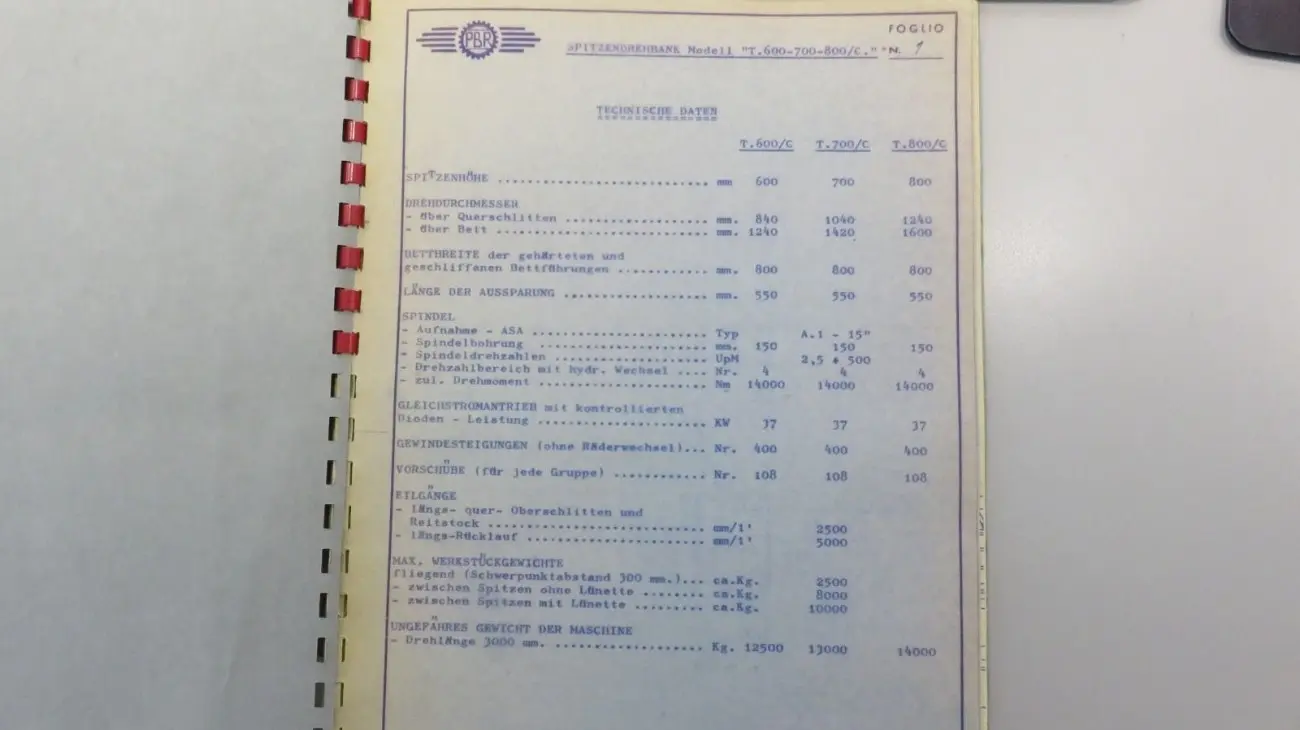 PBR
SPITZENDREHBANK Modell "T.600-700-800/C."
FOGLIO
N. 1
TECHNISCHE DATEN
T.600/C T.700/C T.800/C
SPITZENHÖHE .............................. mm 600 700 800
DREHDURCHMESSER
- über Querschlitten .................... mm. 840 1040 1240
- über Bett .............................. mm. 1240 1420 1600
BETTBREITE der gehärteten und
geschliffenen Bettführungen ............ mm. 800 800 800
LÄNGE DER AUSSPARUNG ..................... mm. 550 550 550
SPINDEL
- Aufnahme - ASA ......................... Typ A.1 - 15"
- Spindelbohrung ......................... mm. 150 150 150
- Spindeldrehzahlen ...................... UpM 2,5 ÷ 500
- Drehzahlbereich mit hydr. Wechsel .... Nr. 4 4 4
- zul. Drehmoment ........................ Nm 14000 14000 14000
GLEICHSTROMANTRIEB mit kontrollierten
Dioden - Leistung ........................ KW 37 37 37
GEWINDESTEIGUNGEN (ohne Räderwechsel)... Nr. 400 400 400
VORSCHÜBE (für jede Gruppe) ............. Nr. 108 108 108
EILGÄNGE
- Längs- quer- Oberschlitten und
Reitstock ............................... mm/1' 2500
- Längs-Rücklauf ......................... mm/1' 5000
MAX. WERKSTÜCKGEWICHTE
fliegend (Schwerpunktabstand 300 mm.)... ca.Kg. 2500
- zwischen Spitzen ohne Lünette ........ ca.Kg. 8000
- zwischen Spitzen mit Lünette ......... ca.Kg. 10000
UNGEFÄHRES GEWICHT DER MASCHINE
- Drehlänge 3000 mm. ..................... Kg. 12500 13000 14000